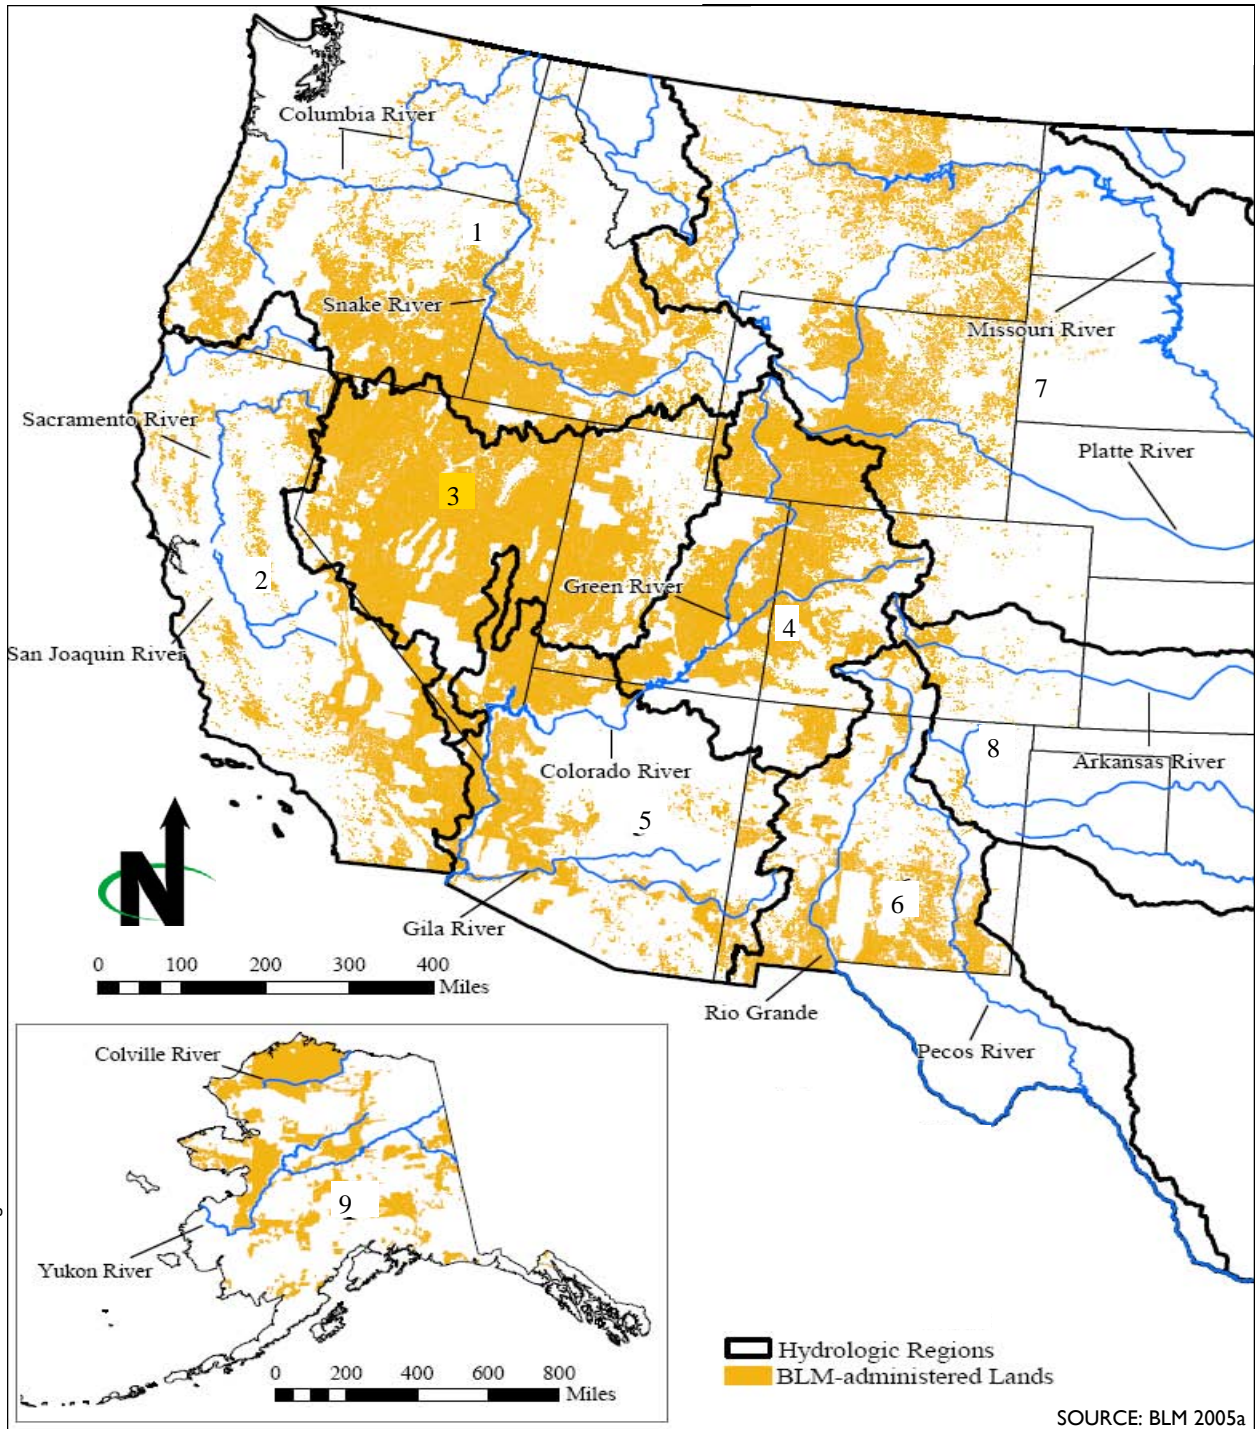 Columbia River
1
Snake River
Missouri River
7
Sacramento River
Platte River
3
2
Green River
4
San Joaquin River
8
Colorado River
Arkansas River
5
N
6
Gila River
0 100 200 300 400
Miles
Rio Grande
Pecos River
Colville River
9
Yukon River
0 200 400 600 800
Miles
Hydrologic Regions
BLM-administered Lands
SOURCE: BLM 2005a